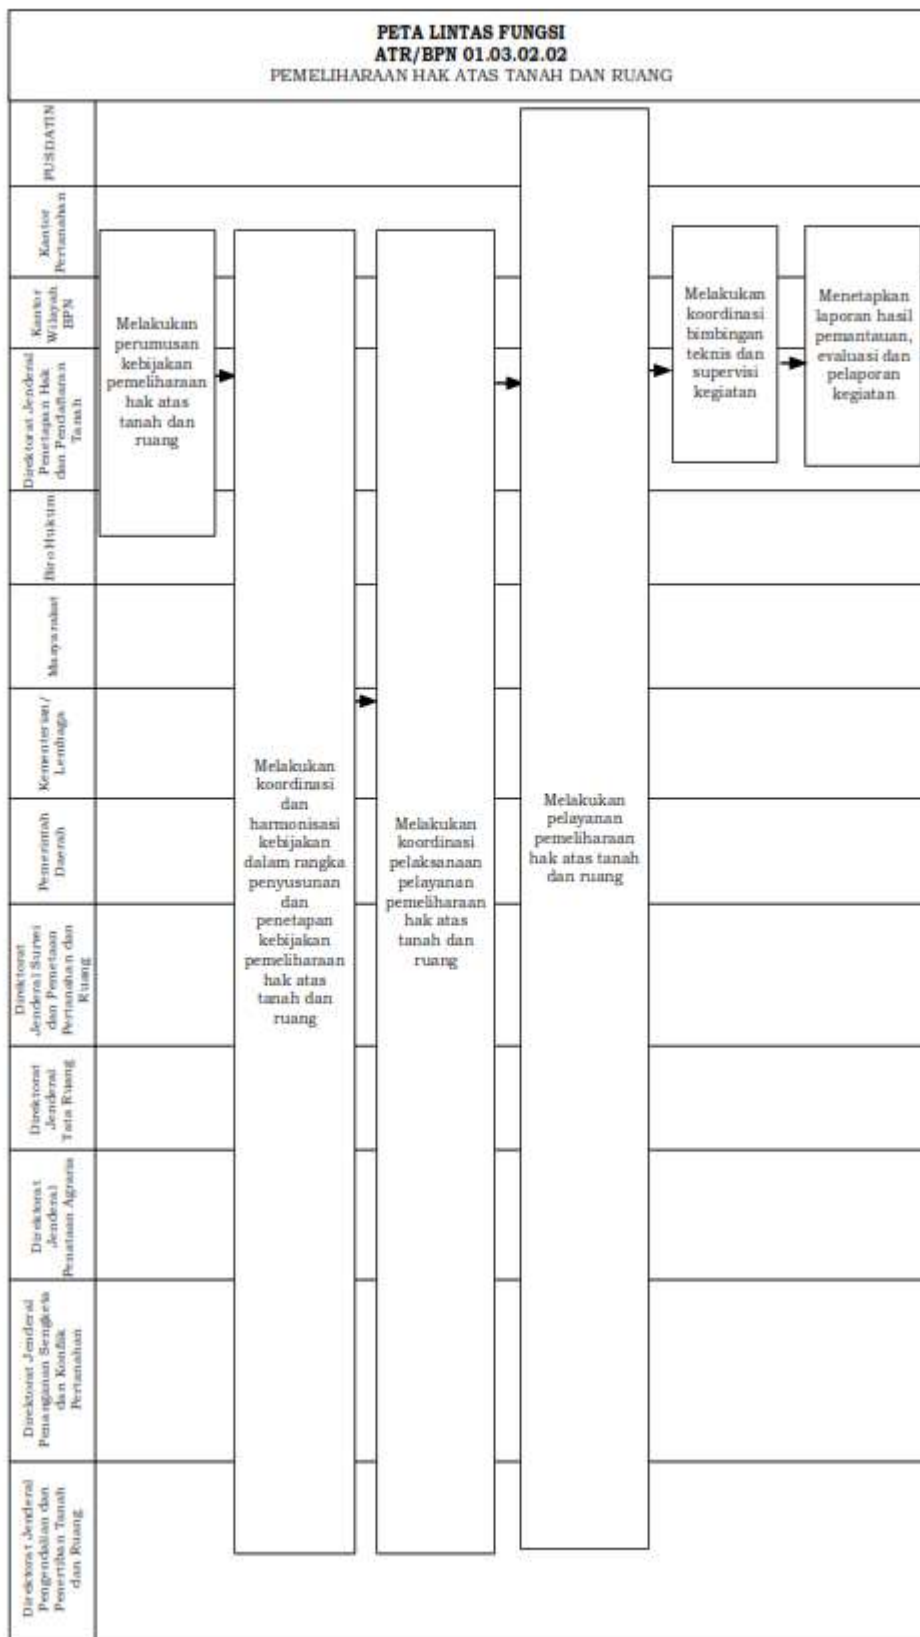 PETA LINTAS FUNGSI
ATR/BPN 01.03.02.02
PEMELIHARAAN HAK ATAS TANAH DAN RUANG
PUSDATIN
Kantor
Pertanahan
Kantor
Wilayah
BPN
Direktorat Jenderal
Penetapan Hak
dan Pendaftaran
Tanah
Biro Hukum
Masyarakat
Kementerian/
Lembaga
Pemerintah
Daerah
Direktorat
Jenderal Survei
dan Pemetaan
Pertanahan dan
Ruang
Direktorat
Jenderal
Tata Ruang
Direktorat
Jenderal
Penataan Agraria
Direktorat Jenderal
Penanganan Sengketa
dan Konflik
Pertanahan
Direktorat Jenderal
Pengendalian dan
Penertiban Tanah
dan Ruang
Melakukan
perumusan
kebijakan
pemeliharaan
hak atas
tanah dan
ruang
Melakukan
koordinasi
dan
harmonisasi
kebijakan
dalam rangka
penyusunan
dan
penetapan
kebijakan
pemeliharaan
hak atas
tanah dan
ruang
Melakukan
koordinasi
pelaksanaan
pelayanan
pemeliharaan
hak atas
tanah dan
ruang
Melakukan
pelayanan
pemeliharaan
hak atas tanah
dan ruang
Melakukan
koordinasi
bimbingan
teknis dan
supervisi
kegiatan
Menetapkan
laporan hasil
pemantauan,
evaluasi dan
pelaporan
kegiatan